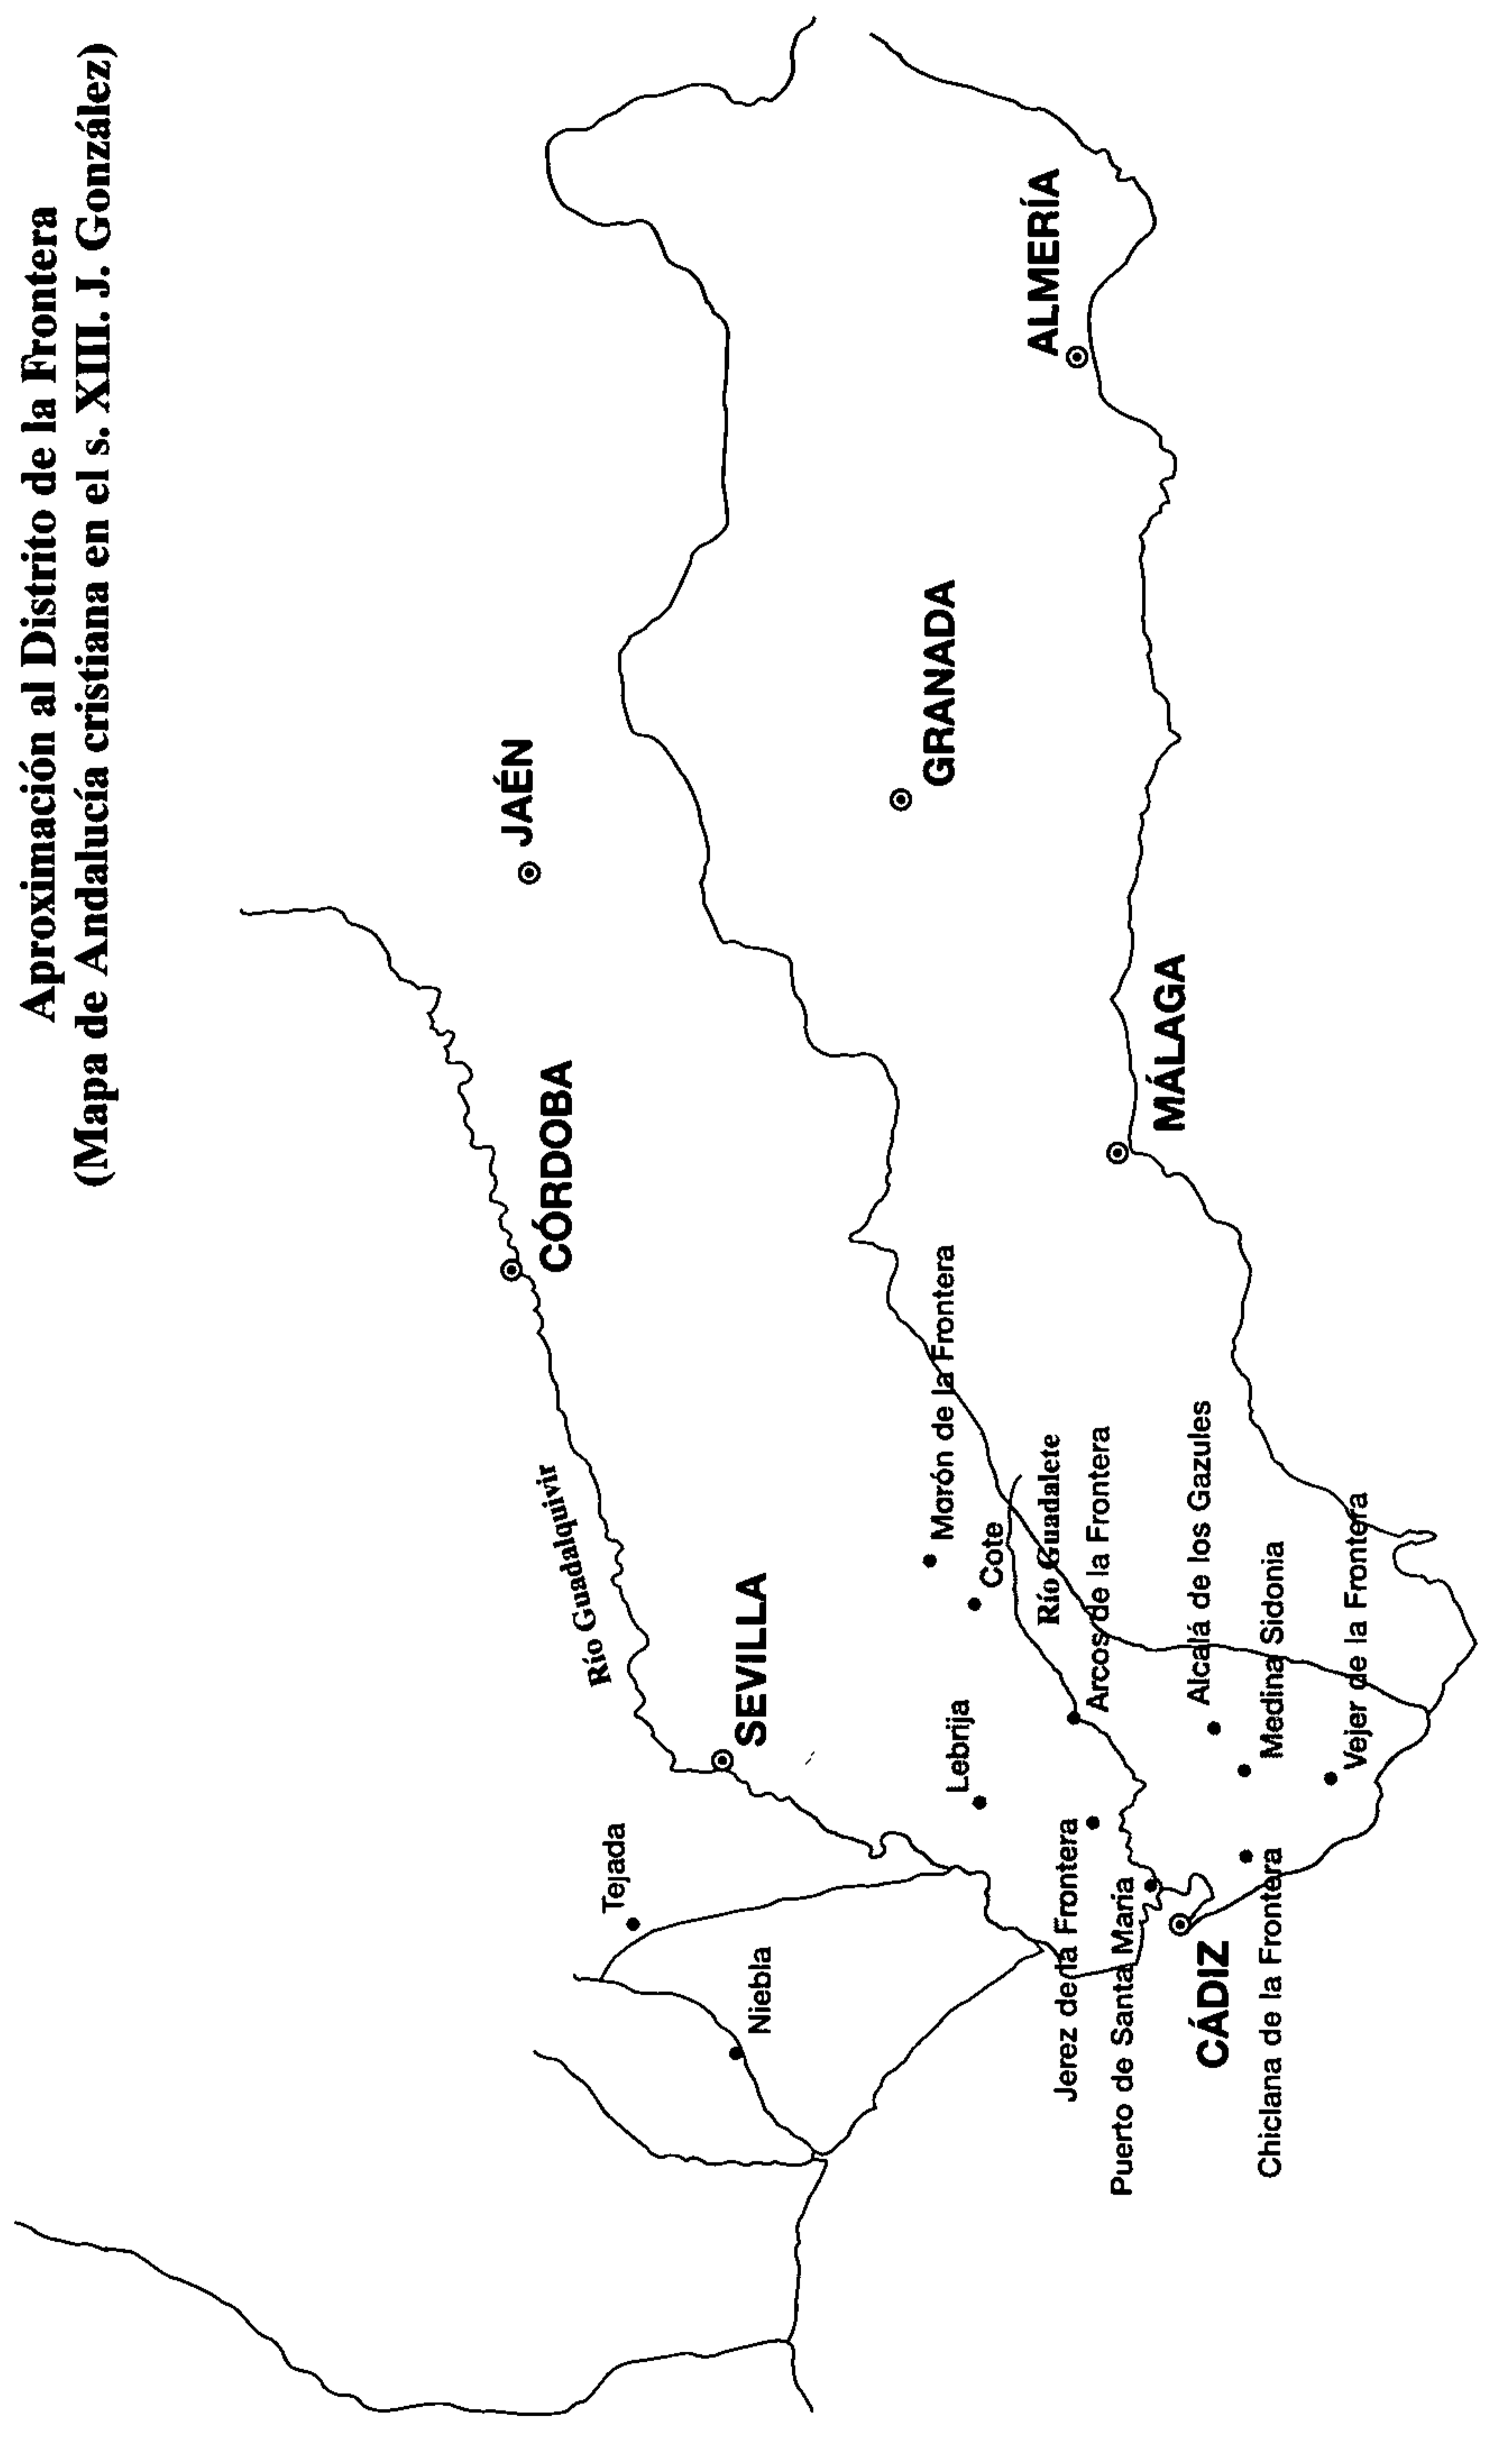 Aproximación al Distrito de la Frontera
(Mapa de Andalucía cristiana en el s. XIII. J. González)
JAÉN
CÓRDOBA
Río Guadalquivir
SEVILLA
Tejada
Niebla
GRANADA
ALMERÍA
MÁLAGA
Morón de la Frontera
Cote
Lebrija
Río Guadalete
Arcos de la Frontera
Jerez de la Frontera
Puerto de Santa María
Alcalá de los Gazules
CÁDIZ
Medina Sidonia
Chiclana de la Frontera
Vejer de la Frontera